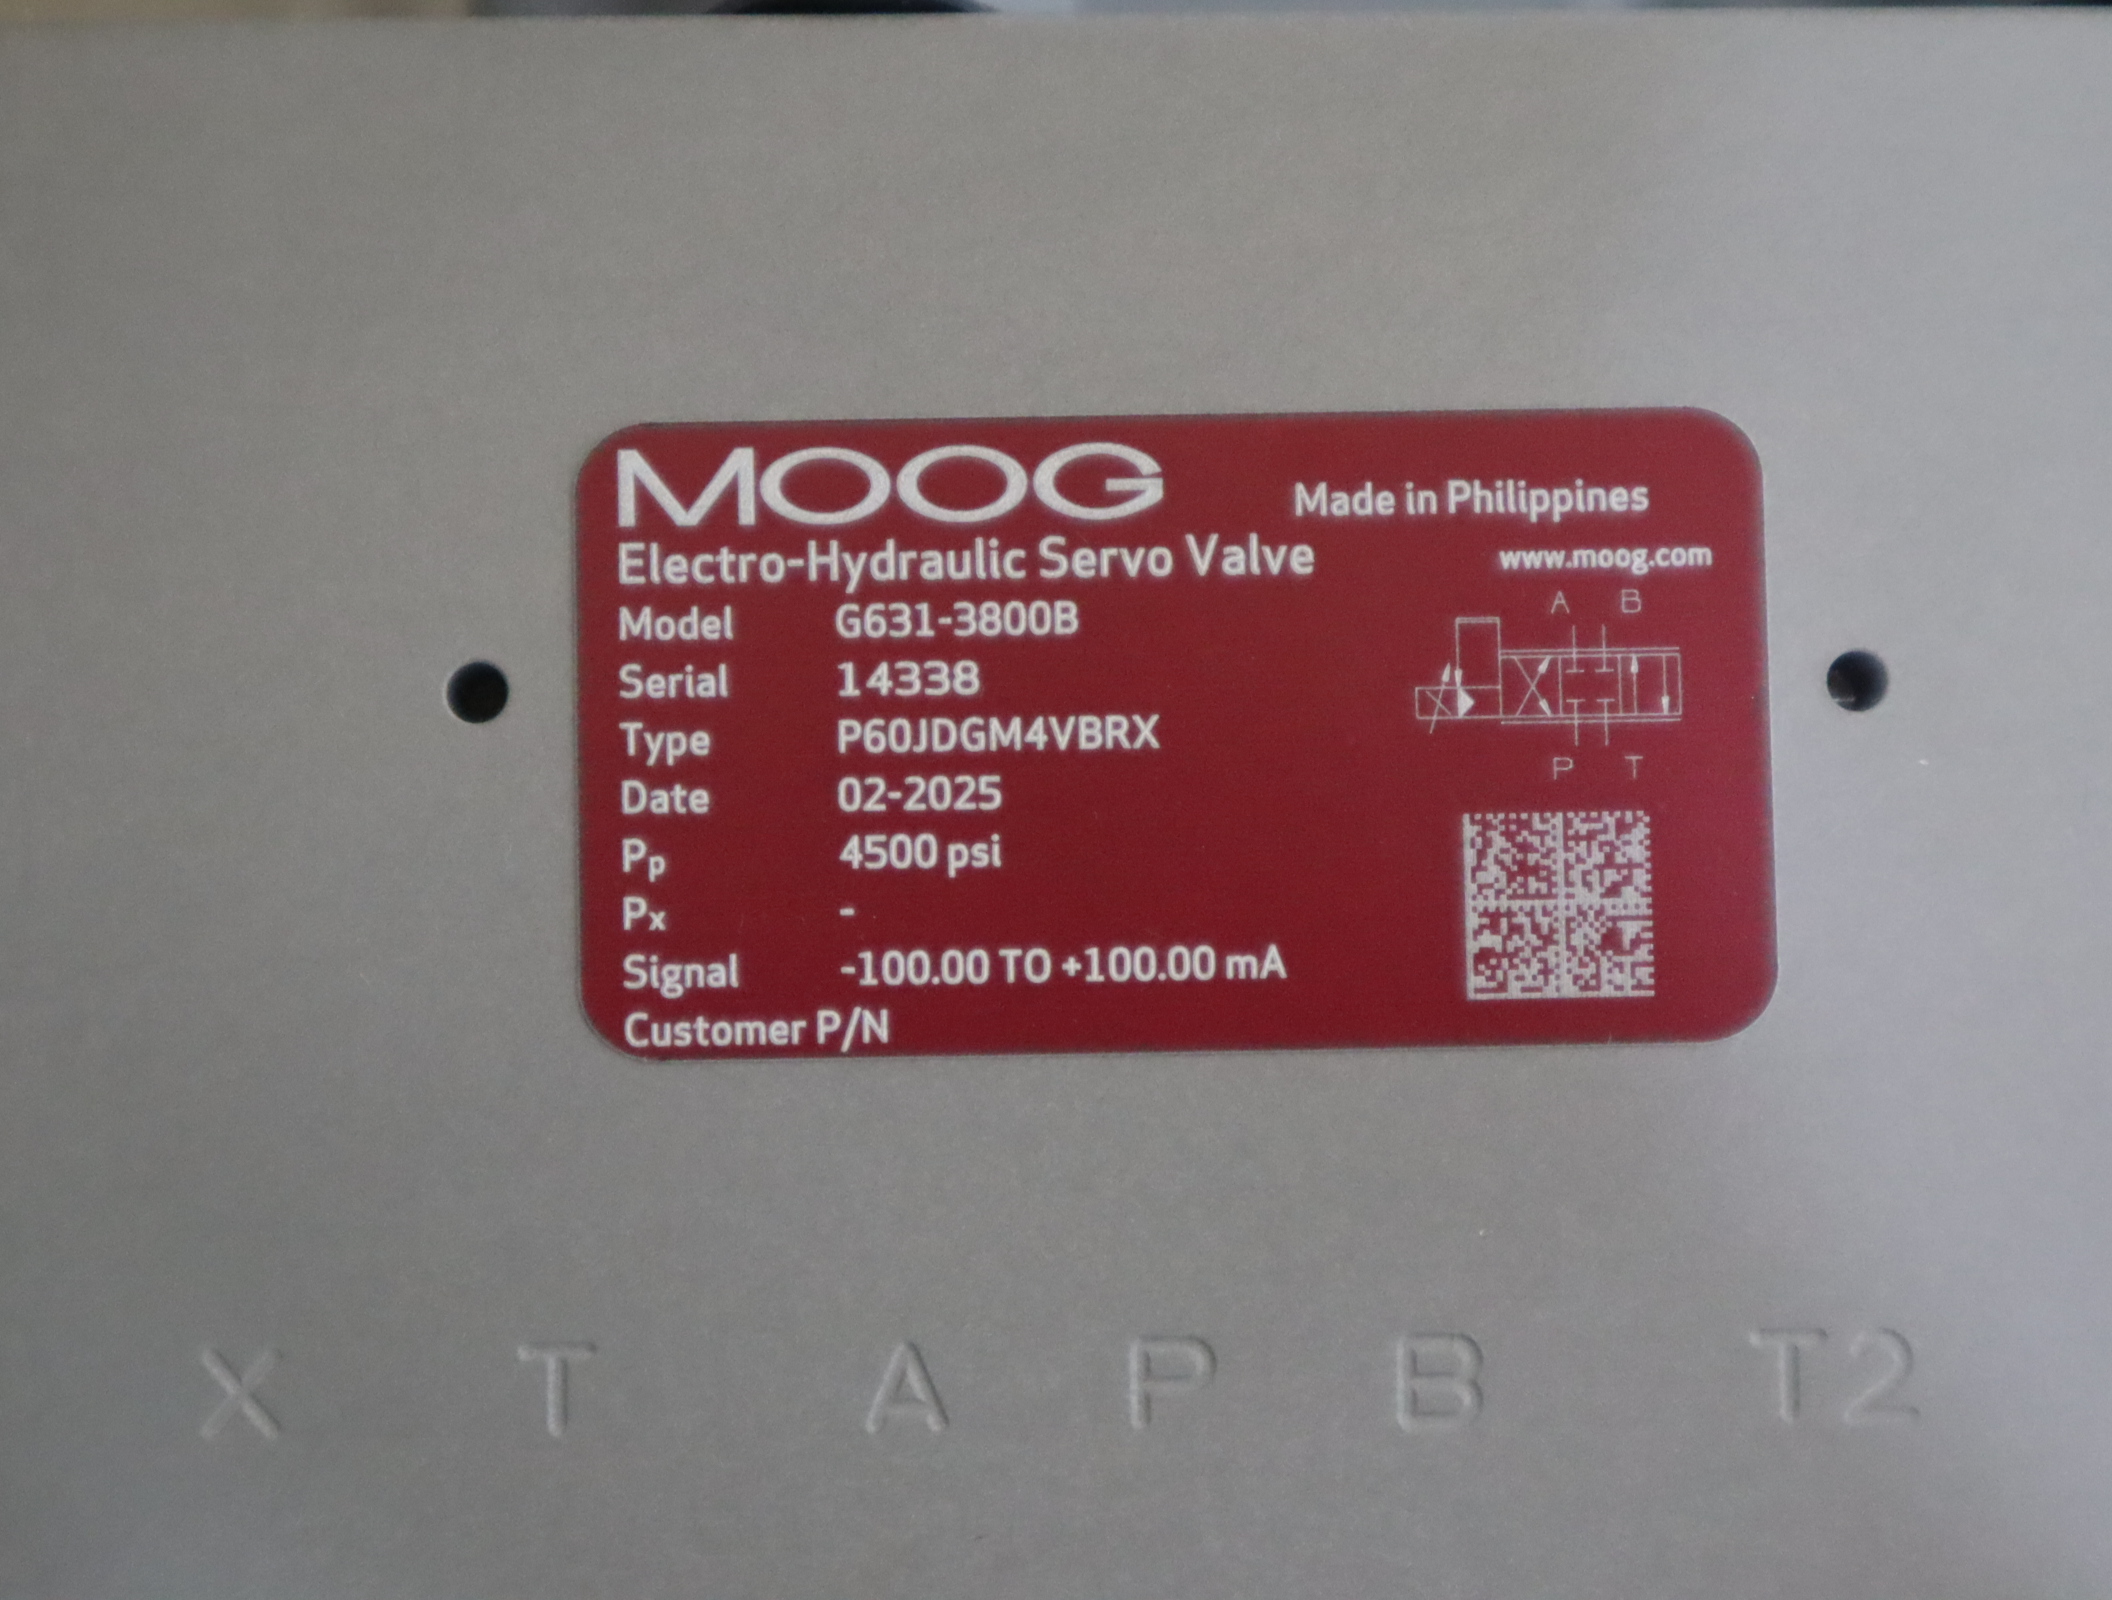 MOOG
Made in Philippines
Electro-Hydraulic Servo Valve
www.moog.com
Model G631-3800B
Serial 14338
Type P60JDGM4VBRX
Date 02-2025
Pp 4500 psi
Px -
Signal -100.00 TO +100.00 mA
Customer P/N
A B
P T
X T A P B T2